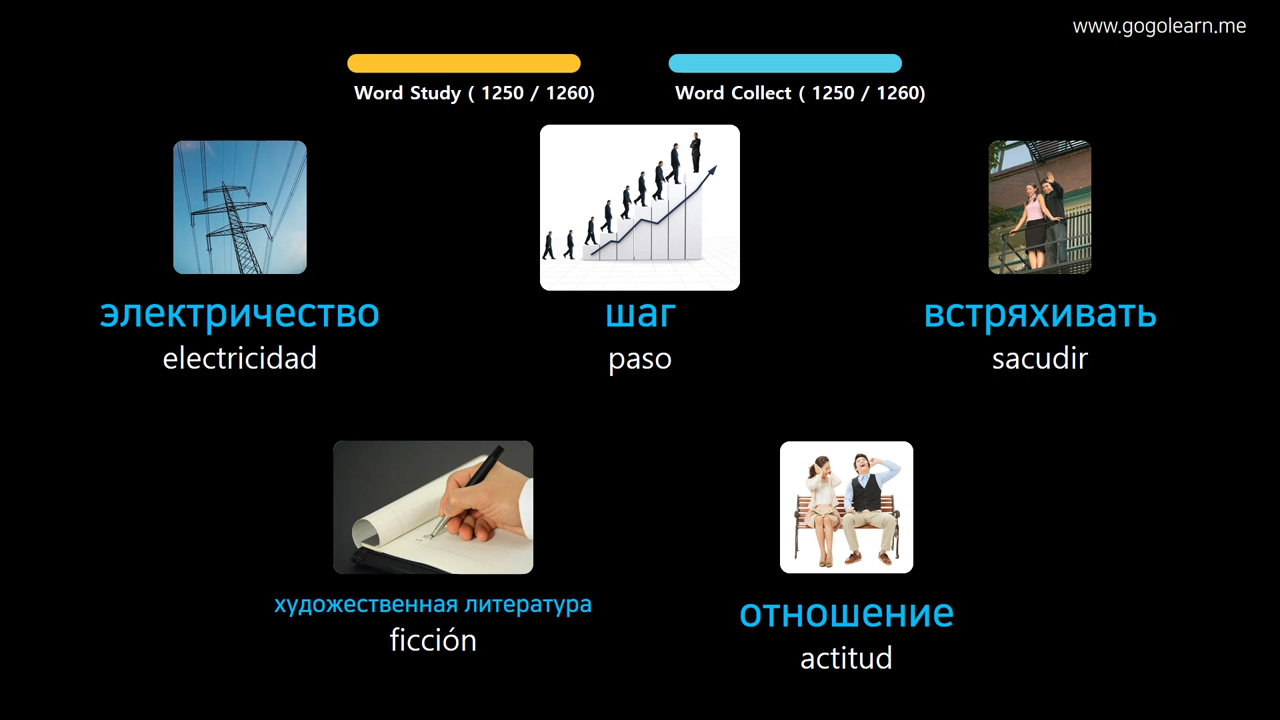 www.gogolearn.me
Word Study ( 1250 / 1260)
Word Collect ( 1250 / 1260)
электричество
electricidad
шаг
paso
встряхивать
sacudir
художественная литература
ficción
отношение
actitud